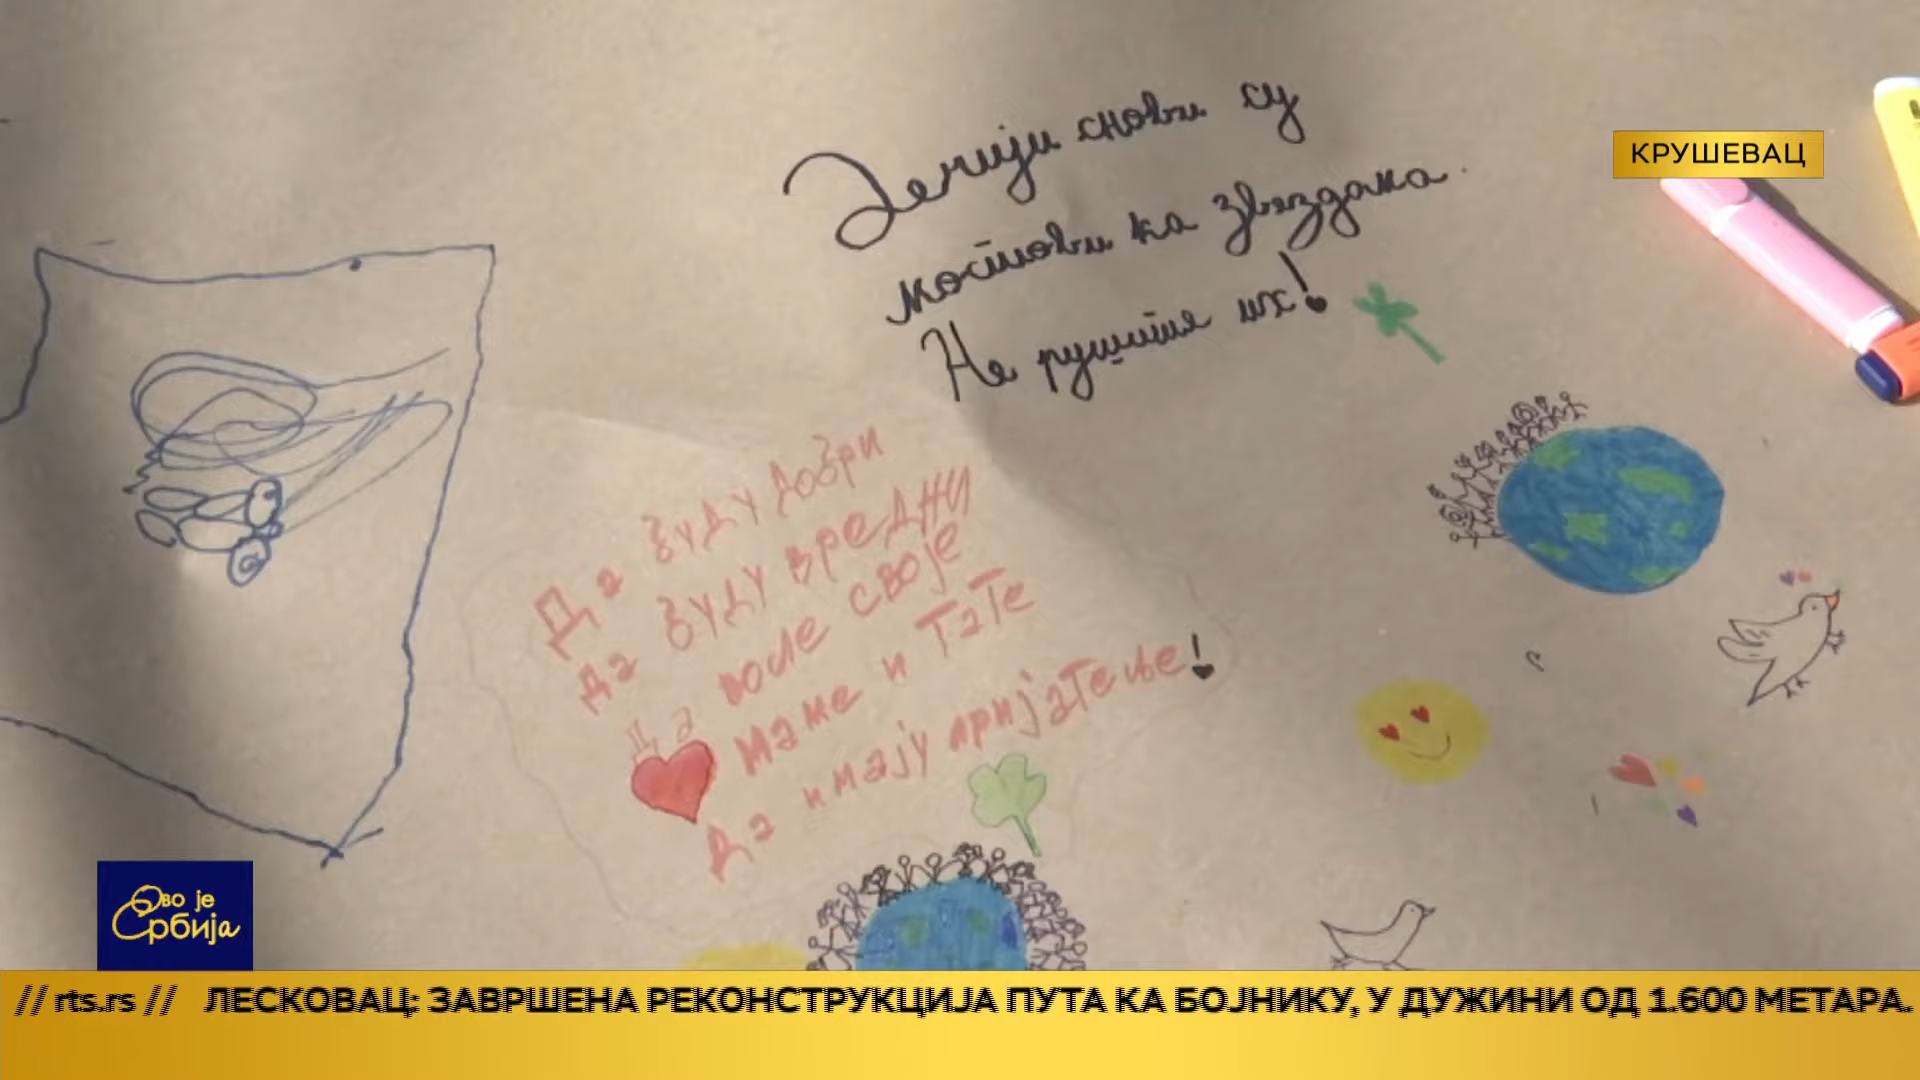 Дечији снови су
мостови ка звездама.
Не рушите их!
КРУШЕВАЦ
Да буду добри
да буду вредни
Да воле своје
маме и тате
Да имају пријатење!
Ово је
Србија
// rts.rs // ЛЕСКОВАЦ: ЗАВРШЕНА РЕКОНСТРУКЦИЈА ПУТА КА БОЈНИКУ, У ДУЖИНИ ОД 1.600 МЕТАРА.